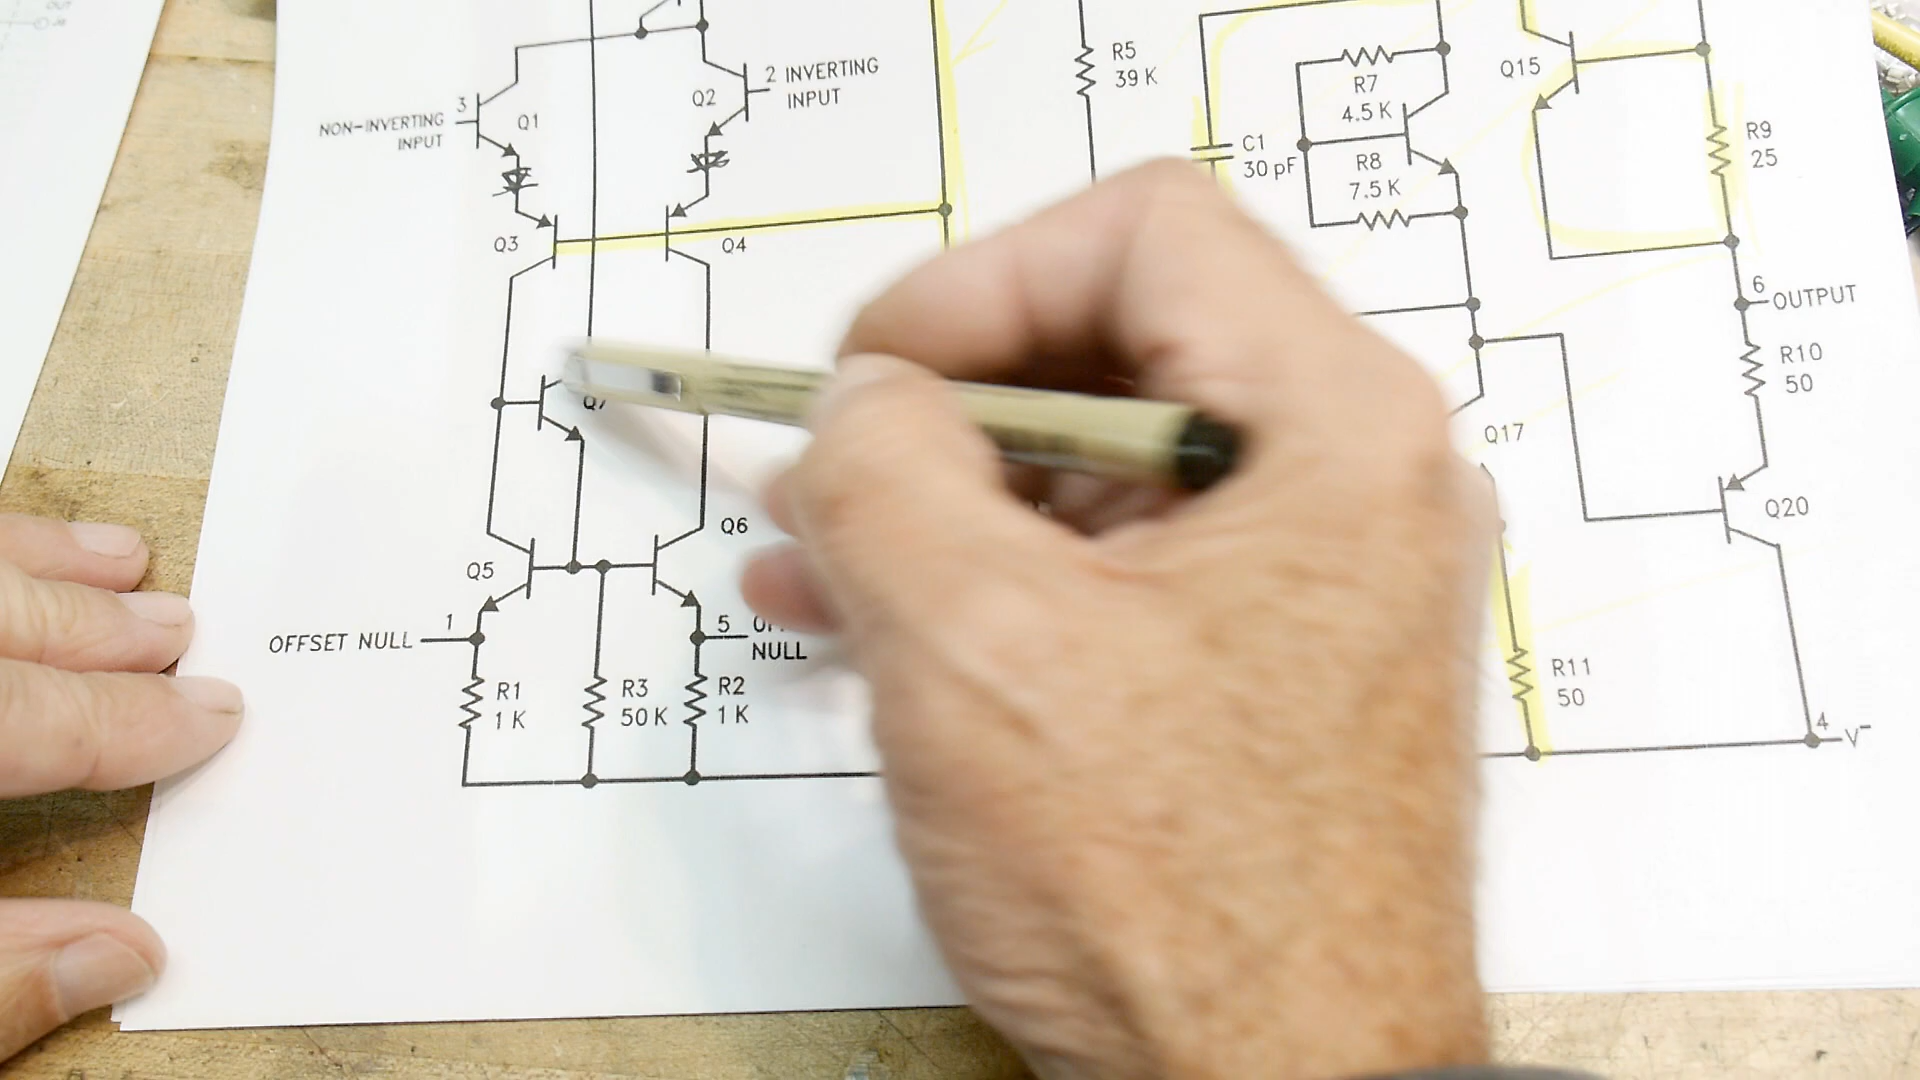 OUT
R5
39 K
Q15
2 INVERTING
INPUT
Q2
R7
4.5 K
3
Q1
NON-INVERTING
INPUT
R9
25
C1
30 pF
R8
7.5 K
Q3
Q4
6
OUTPUT
R10
50
Q7
Q17
Q20
Q6
Q5
1
OFFSET NULL
5
NULL
R1
1 K
R3
50 K
R2
1 K
R11
50
4
V-